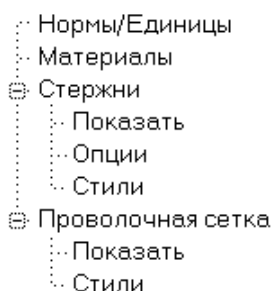 Нормы/Единицы
Материалы
Стержни
Показать
Опции
Стили
Проволочная сетка
Показать
Стили